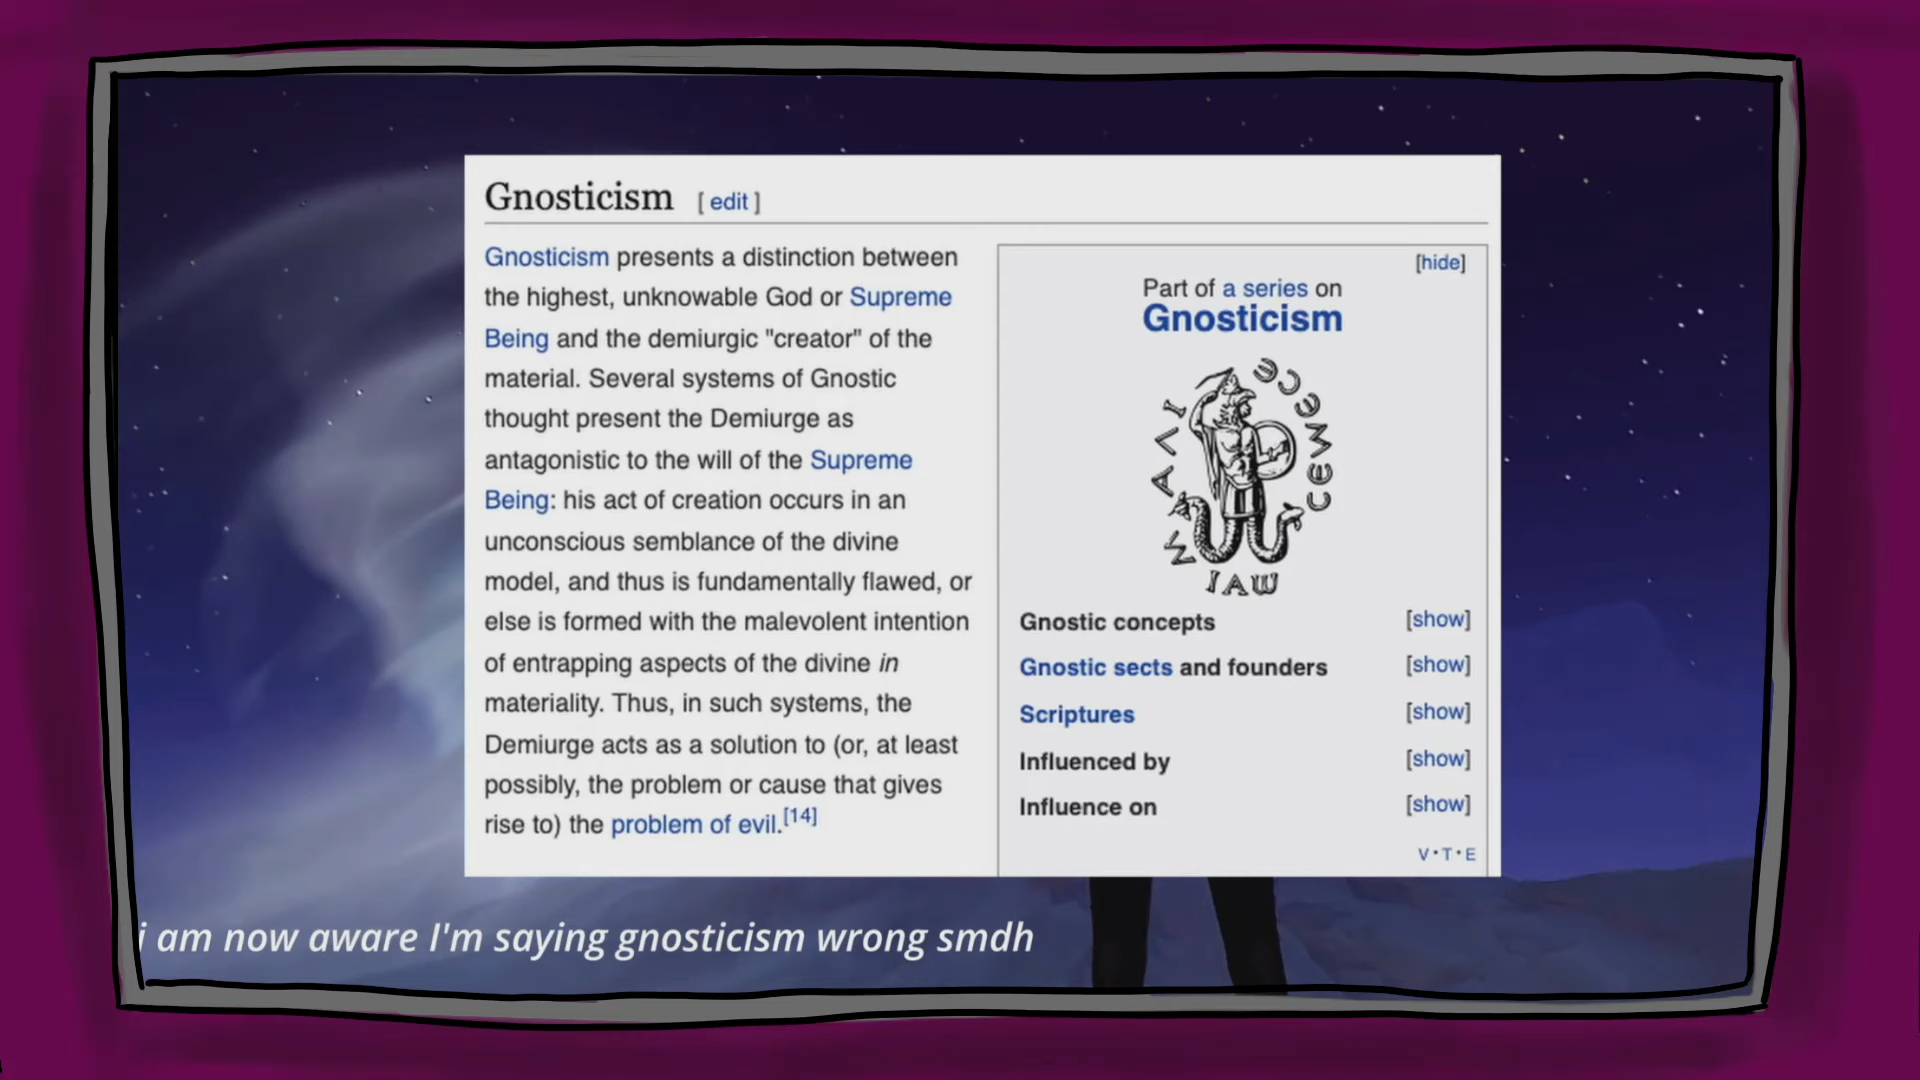 Gnosticism [ edit ]
Gnosticism presents a distinction between
the highest, unknowable God or Supreme
Being and the demiurgic "creator" of the
material. Several systems of Gnostic
thought present the Demiurge as
antagonistic to the will of the Supreme
Being: his act of creation occurs in an
unconscious semblance of the divine
model, and thus is fundamentally flawed, or
else is formed with the malevolent intention
of entrapping aspects of the divine in
materiality. Thus, in such systems, the
Demiurge acts as a solution to (or, at least
possibly, the problem or cause that gives
rise to) the problem of evil.[14]
[hide]
Part of a series on
Gnosticism
IAW
Gnostic concepts [show]
Gnostic sects and founders [show]
Scriptures [show]
Influenced by [show]
Influence on [show]
V·T·E
i am now aware I'm saying gnosticism wrong smdh